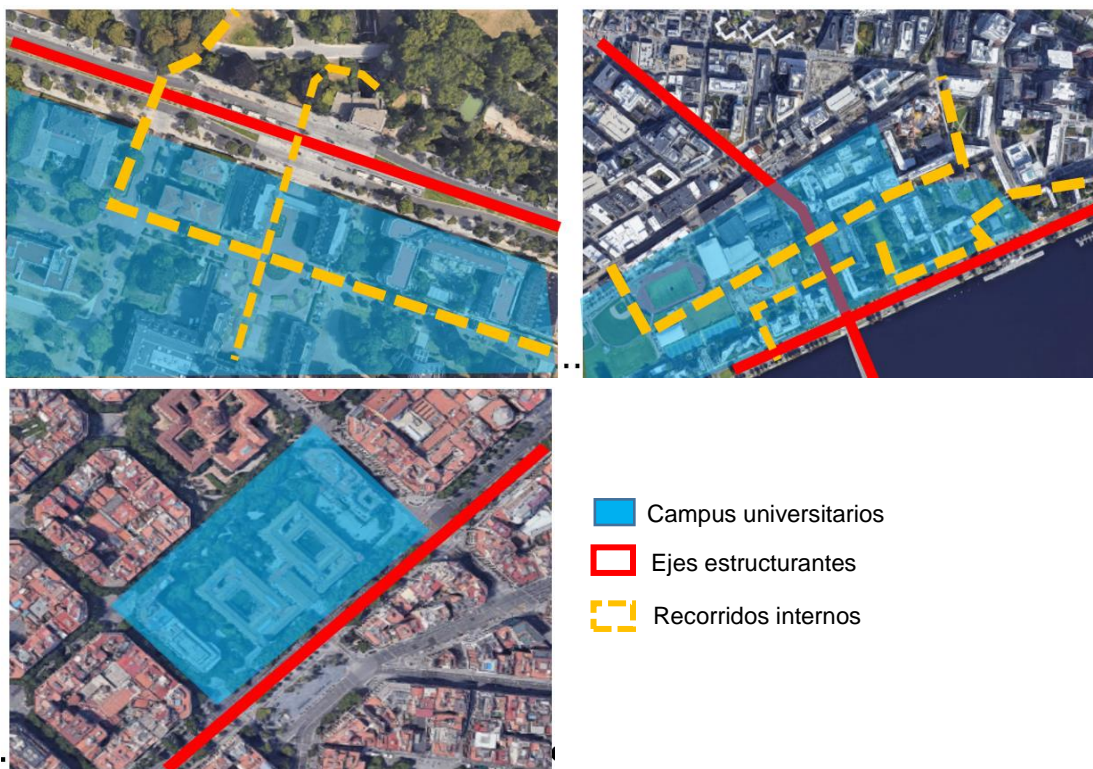 ..
Campus universitarios
Ejes estructurantes
Recorridos internos
.